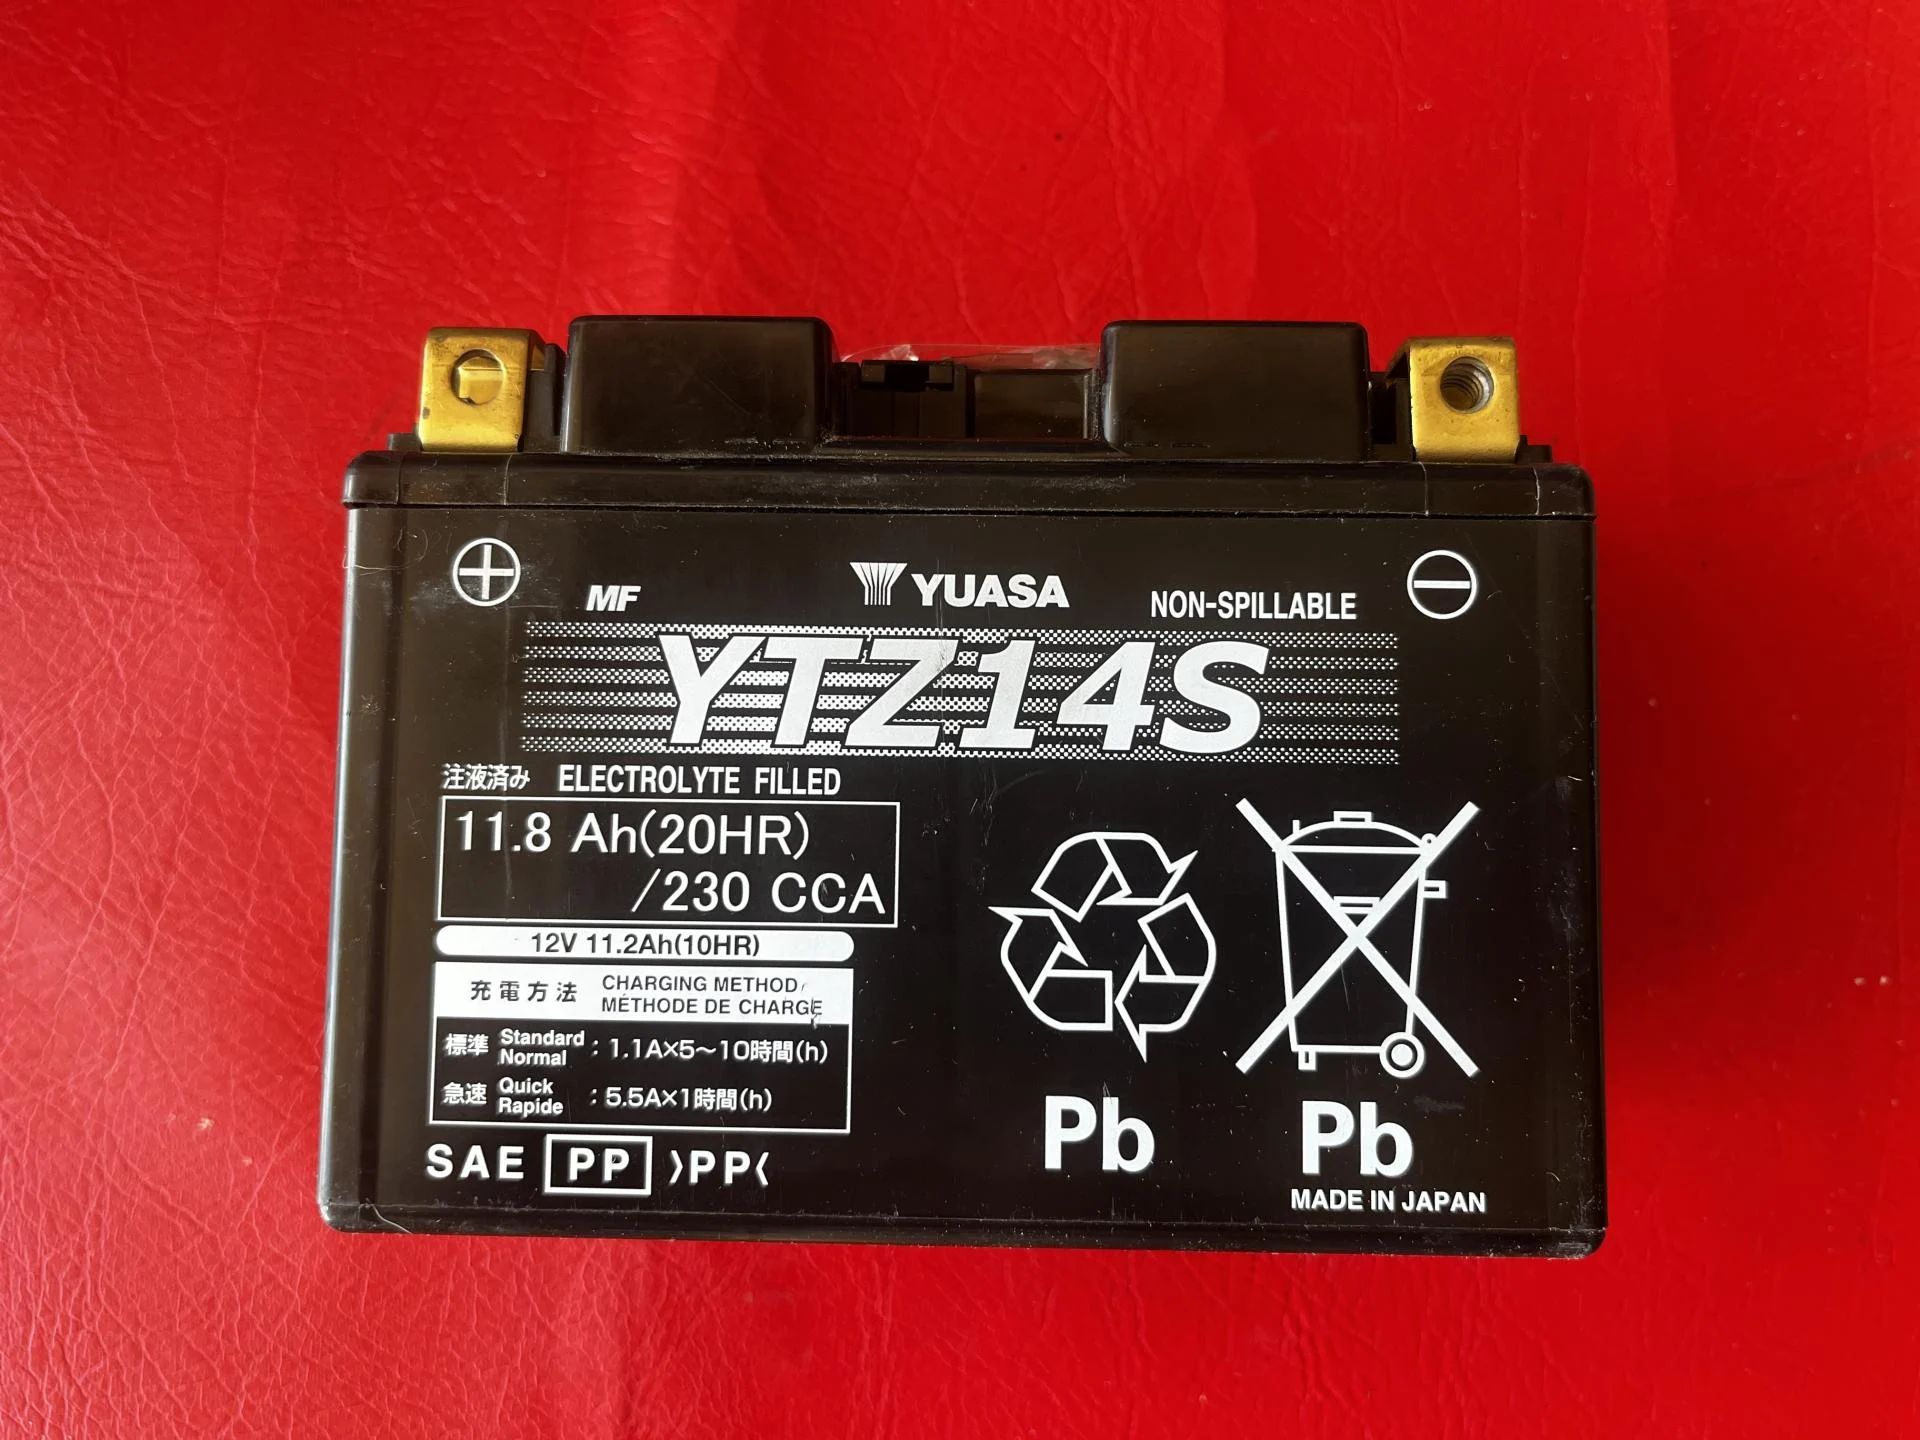 MF
YUASA
NON-SPILLABLE
YTZ14S
注液済み ELECTROLYTE FILLED
11.8 Ah(20HR)
/230 CCA
12V 11.2Ah(10HR)
充電方法 CHARGING METHOD
MÉTHODE DE CHARGE
標準 Standard Normal : 1.1A×5〜10時間(h)
急速 Quick Rapide : 5.5A×1時間(h)
SAE PP >PP<
Pb
Pb
MADE IN JAPAN